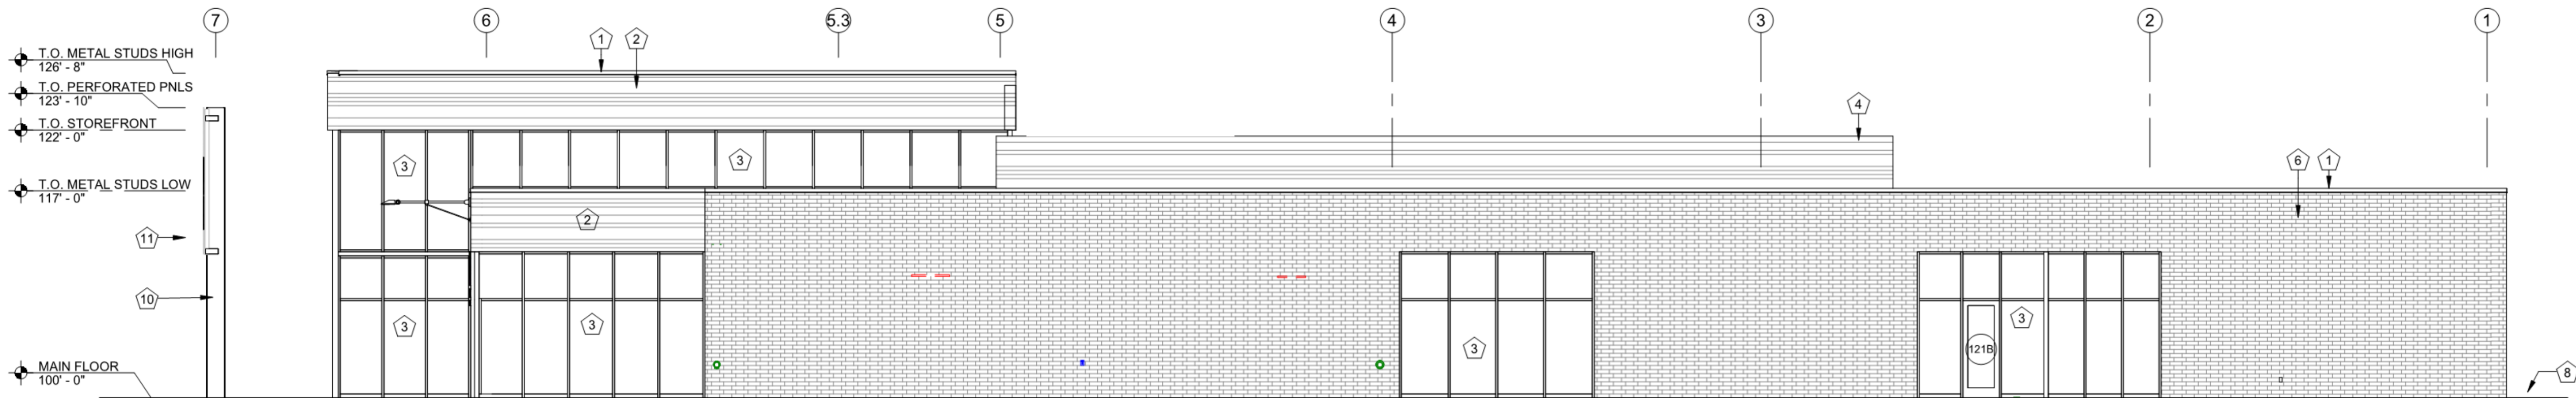 7
6
5.3
5
4
3
2
1
T.O. METAL STUDS HIGH
126' - 8"
T.O. PERFORATED PNLS
123' - 10"
T.O. STOREFRONT
122' - 0"
T.O. METAL STUDS LOW
117' - 0"
MAIN FLOOR
100' - 0"
1
2
4
3
3
6
1
2
11
10
3
3
3
3
121B
8